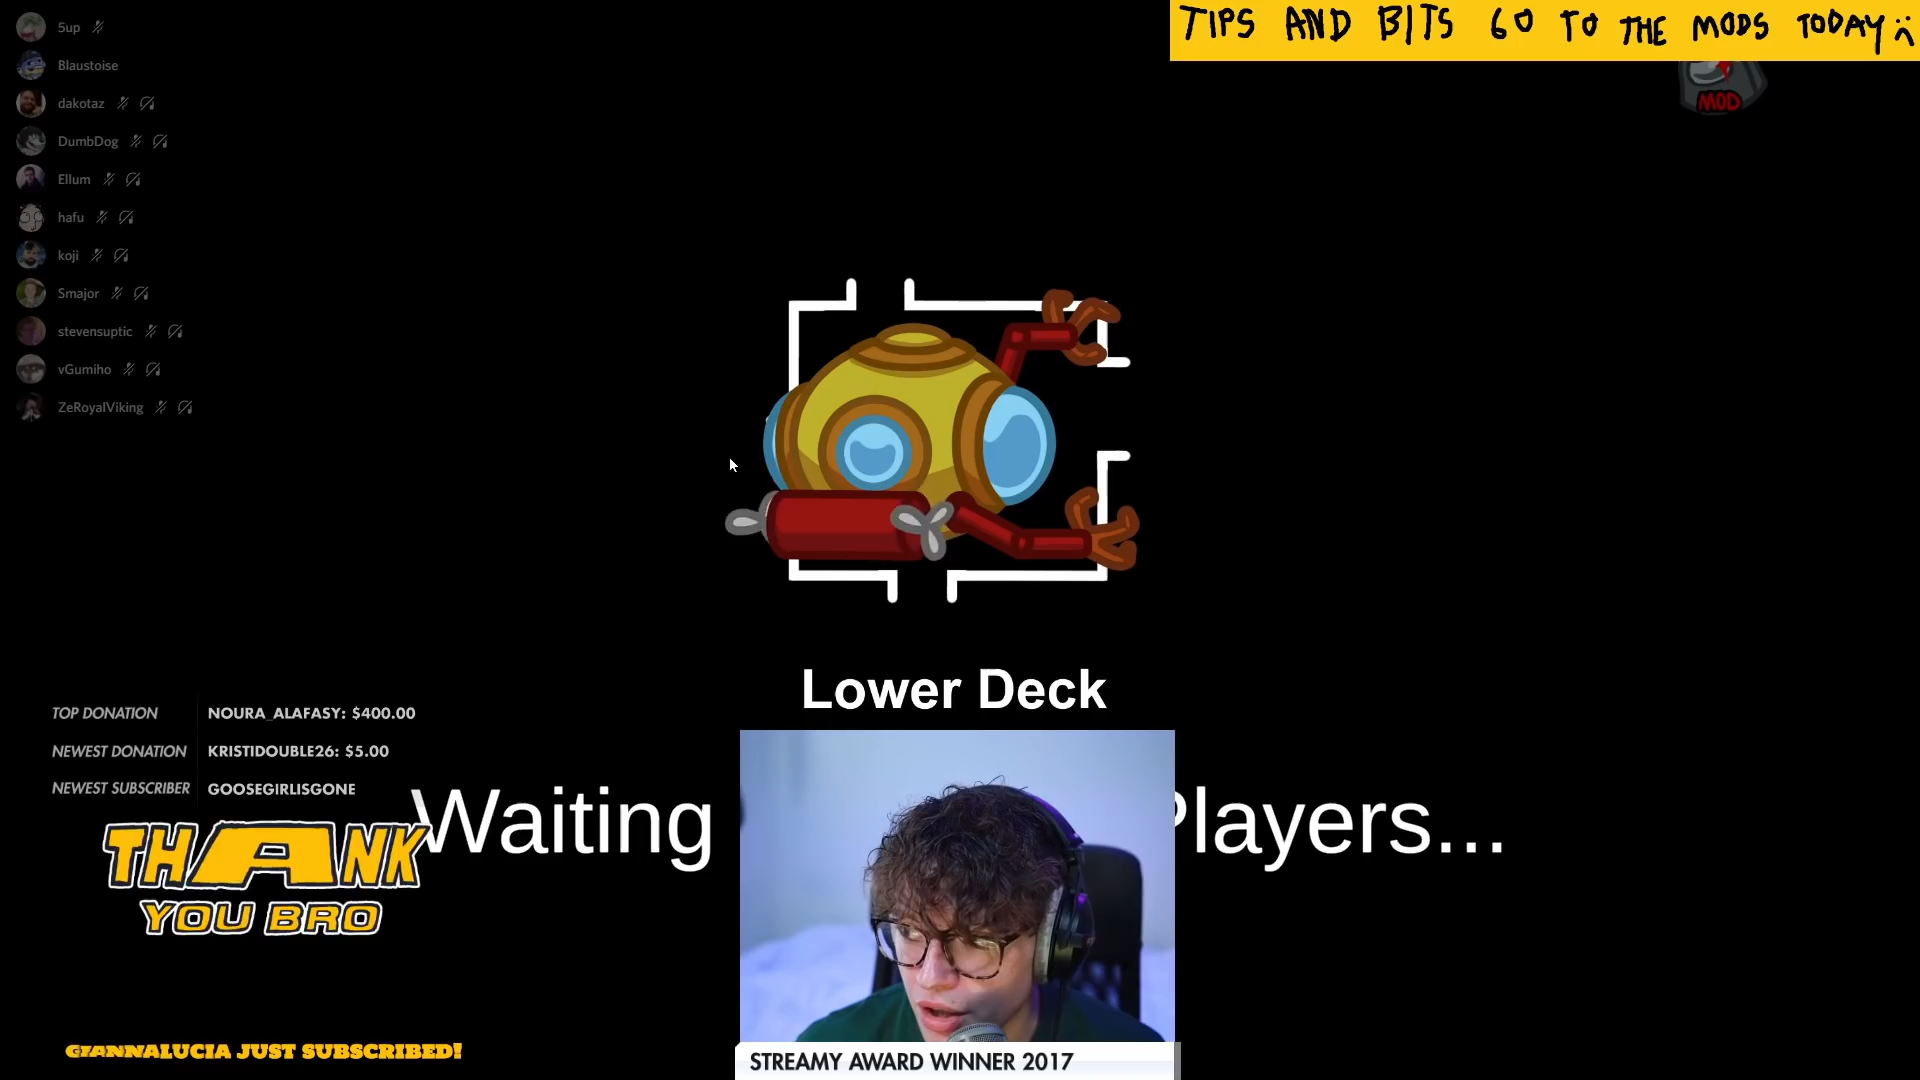 5up
Blaustoise
dakotaz
DumbDog
Ellum
hafu
koji
Smajor
stevensuptic
vGumiho
ZeRoyalViking
TIPS AND BITS GO TO THE MODS TODAY :(
MOD
Lower Deck
TOP DONATION NOURA_ALAFASY: $400.00
NEWEST DONATION KRISTIDOUBLE26: $5.00
NEWEST SUBSCRIBER GOOSEGIRLISGONE
Waiting Players...
THANK
YOU BRO
GIANNALUCIA JUST SUBSCRIBED!
STREAMY AWARD WINNER 2017